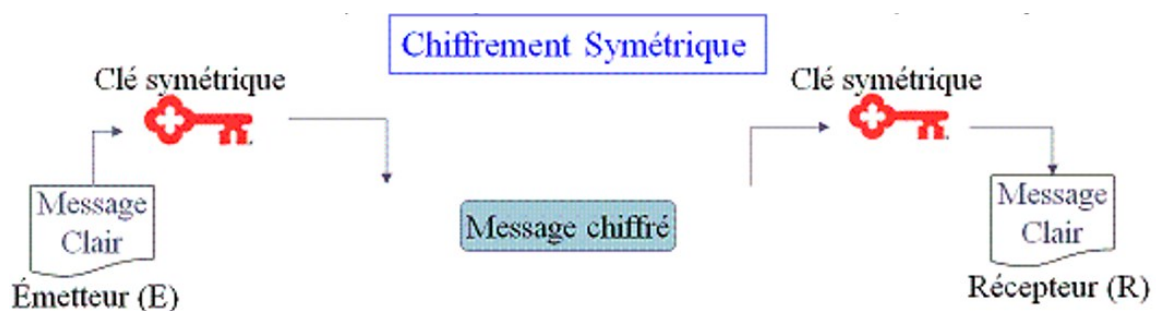 Chiffrement Symétrique
Clé symétrique
Clé symétrique
Message
Clair
Message chiffré
Message
Clair
Émetteur (E)
Récepteur (R)